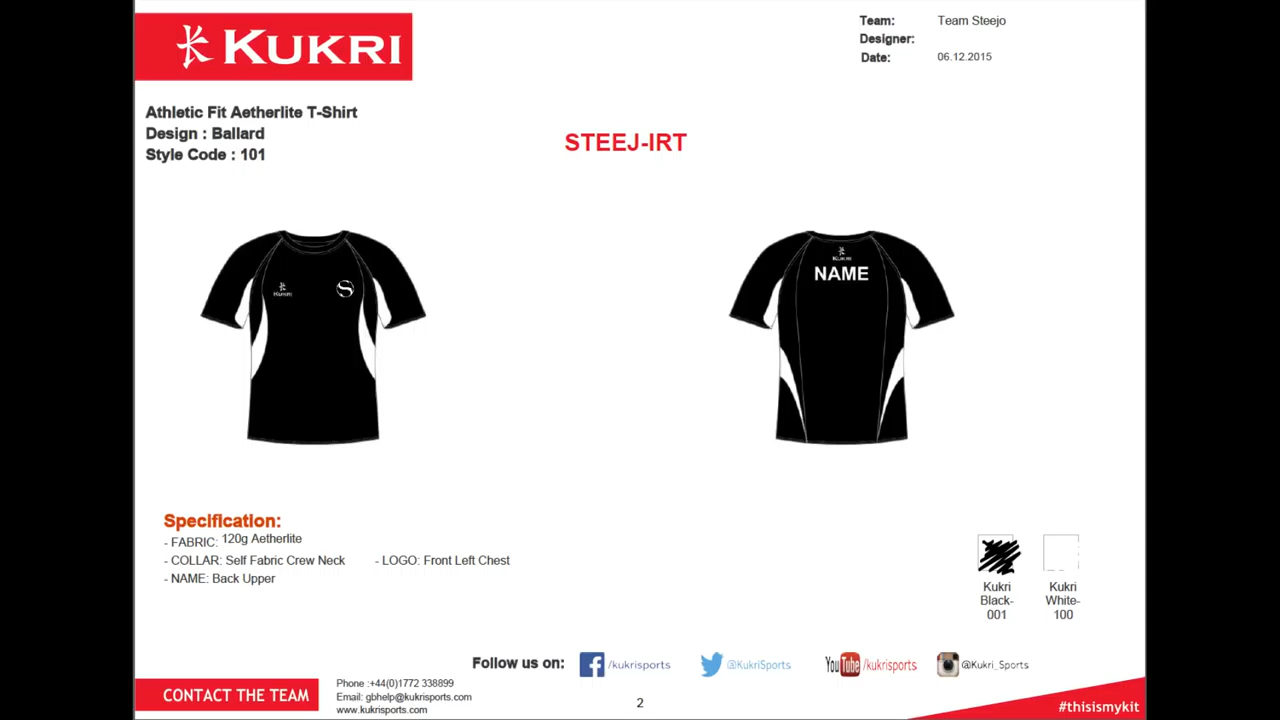 KUKRI
Team: Team Steejo
Designer:
Date: 06.12.2015
Athletic Fit Aetherlite T-Shirt
Design : Ballard
Style Code : 101
STEEJ-IRT
KUKRI
S
KUKRI
NAME
Specification:
- FABRIC: 120g Aetherlite
- COLLAR: Self Fabric Crew Neck - LOGO: Front Left Chest
- NAME: Back Upper
Kukri Black-001
Kukri White-100
Follow us on: /kukrisports @KukriSports YouTube /kukrisports @Kukri_Sports
CONTACT THE TEAM
Phone :+44(0)1772 338899
Email: gbhelp@kukrisports.com
www.kukrisports.com
2
#thisismykit